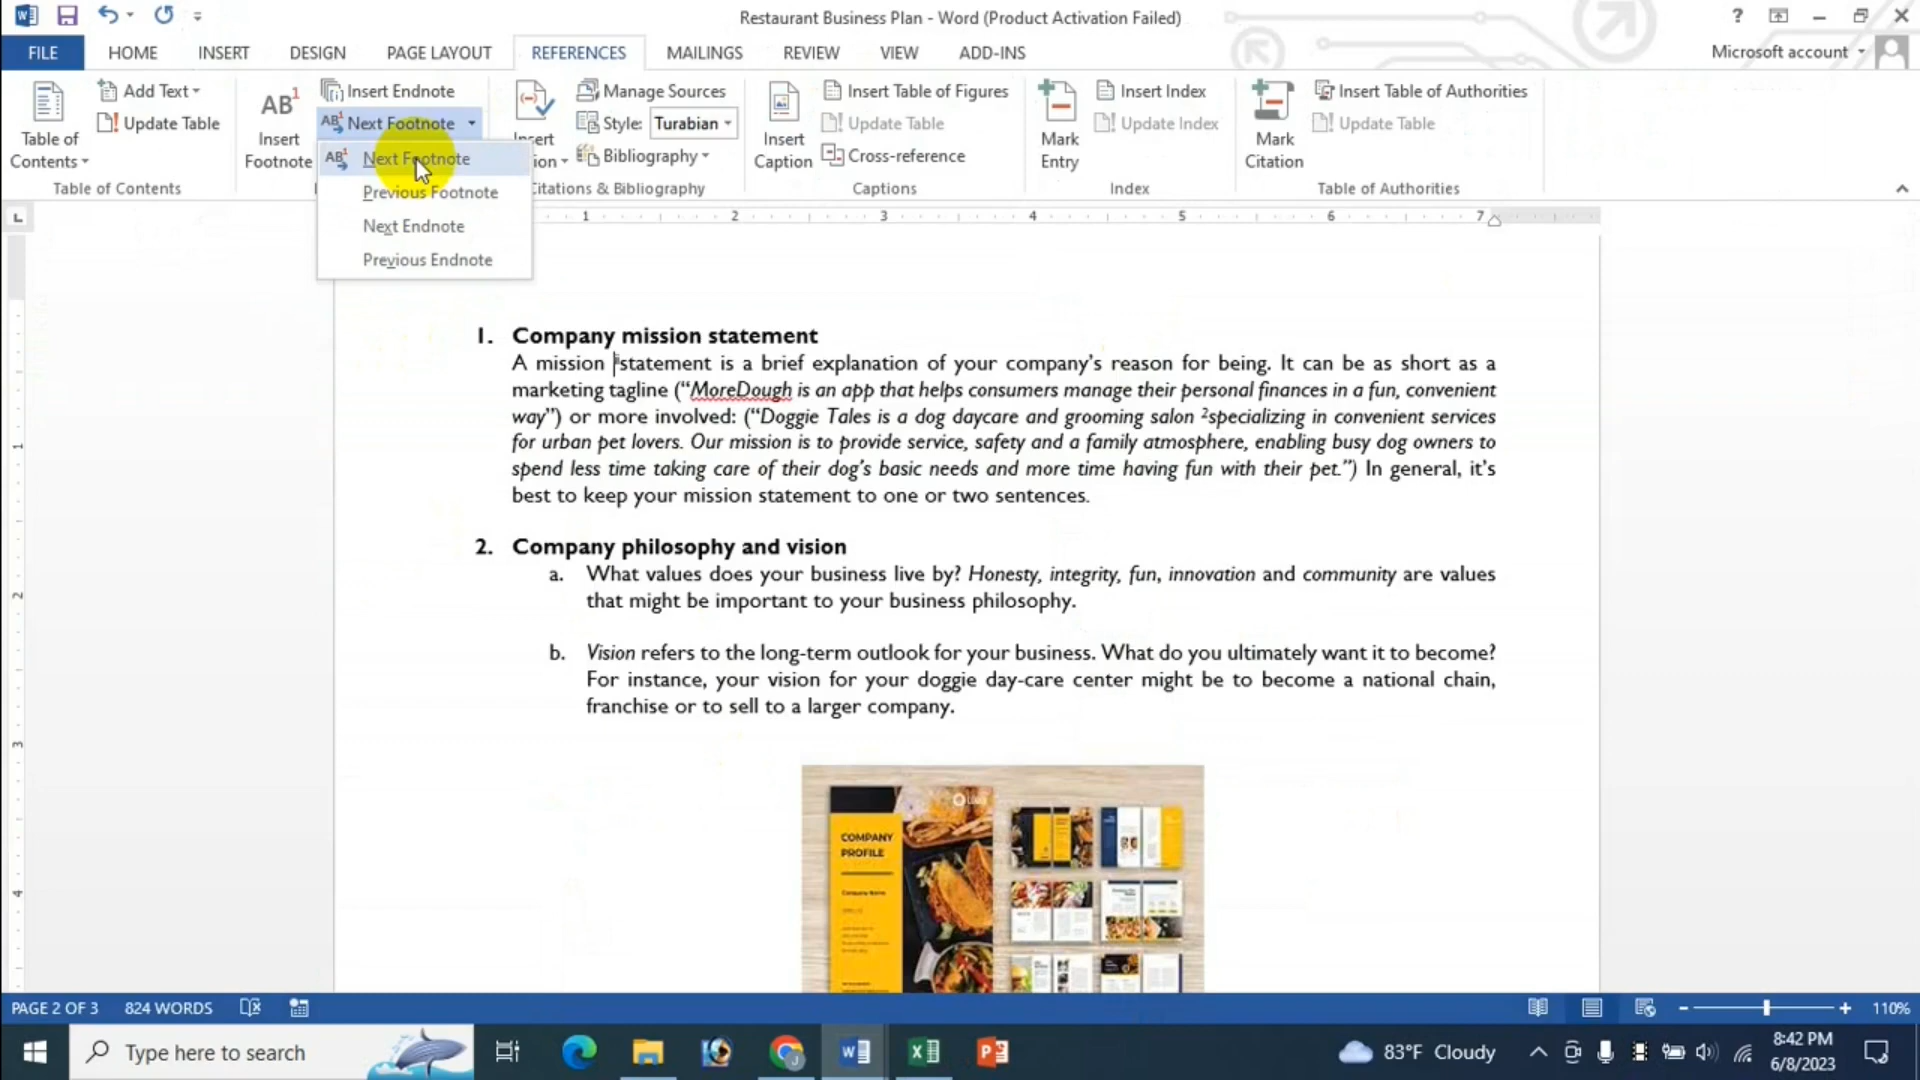 Restaurant Business Plan - Word (Product Activation Failed)
FILE HOME INSERT DESIGN PAGE LAYOUT REFERENCES MAILINGS REVIEW VIEW ADD-INS Microsoft account
Table of Contents
Add Text
Update Table
Table of Contents
AB1 Insert Footnote
Insert Endnote
Next Footnote
Next Footnote
Previous Footnote
Next Endnote
Previous Endnote
Manage Sources
Style: Turabian
Bibliography
Citations & Bibliography
Insert Caption
Insert Table of Figures
Update Table
Cross-reference
Captions
Mark Entry
Insert Index
Update Index
Index
Mark Citation
Insert Table of Authorities
Update Table
Table of Authorities
1 2 3 4 5 6 7
1. Company mission statement
A mission statement is a brief explanation of your company's reason for being. It can be as short as a
marketing tagline (“MoreDough is an app that helps consumers manage their personal finances in a fun, convenient
way”) or more involved: (“Doggie Tales is a dog daycare and grooming salon ²specializing in convenient services
for urban pet lovers. Our mission is to provide service, safety and a family atmosphere, enabling busy dog owners to
spend less time taking care of their dog's basic needs and more time having fun with their pet.”) In general, it's
best to keep your mission statement to one or two sentences.
2. Company philosophy and vision
a. What values does your business live by? Honesty, integrity, fun, innovation and community are values
that might be important to your business philosophy.
b. Vision refers to the long-term outlook for your business. What do you ultimately want it to become?
For instance, your vision for your doggie day-care center might be to become a national chain,
franchise or to sell to a larger company.
COMPANY
PROFILE
Company Name
PAGE 2 OF 3 824 WORDS 110%
Type here to search
83°F Cloudy
8:42 PM
6/8/2023